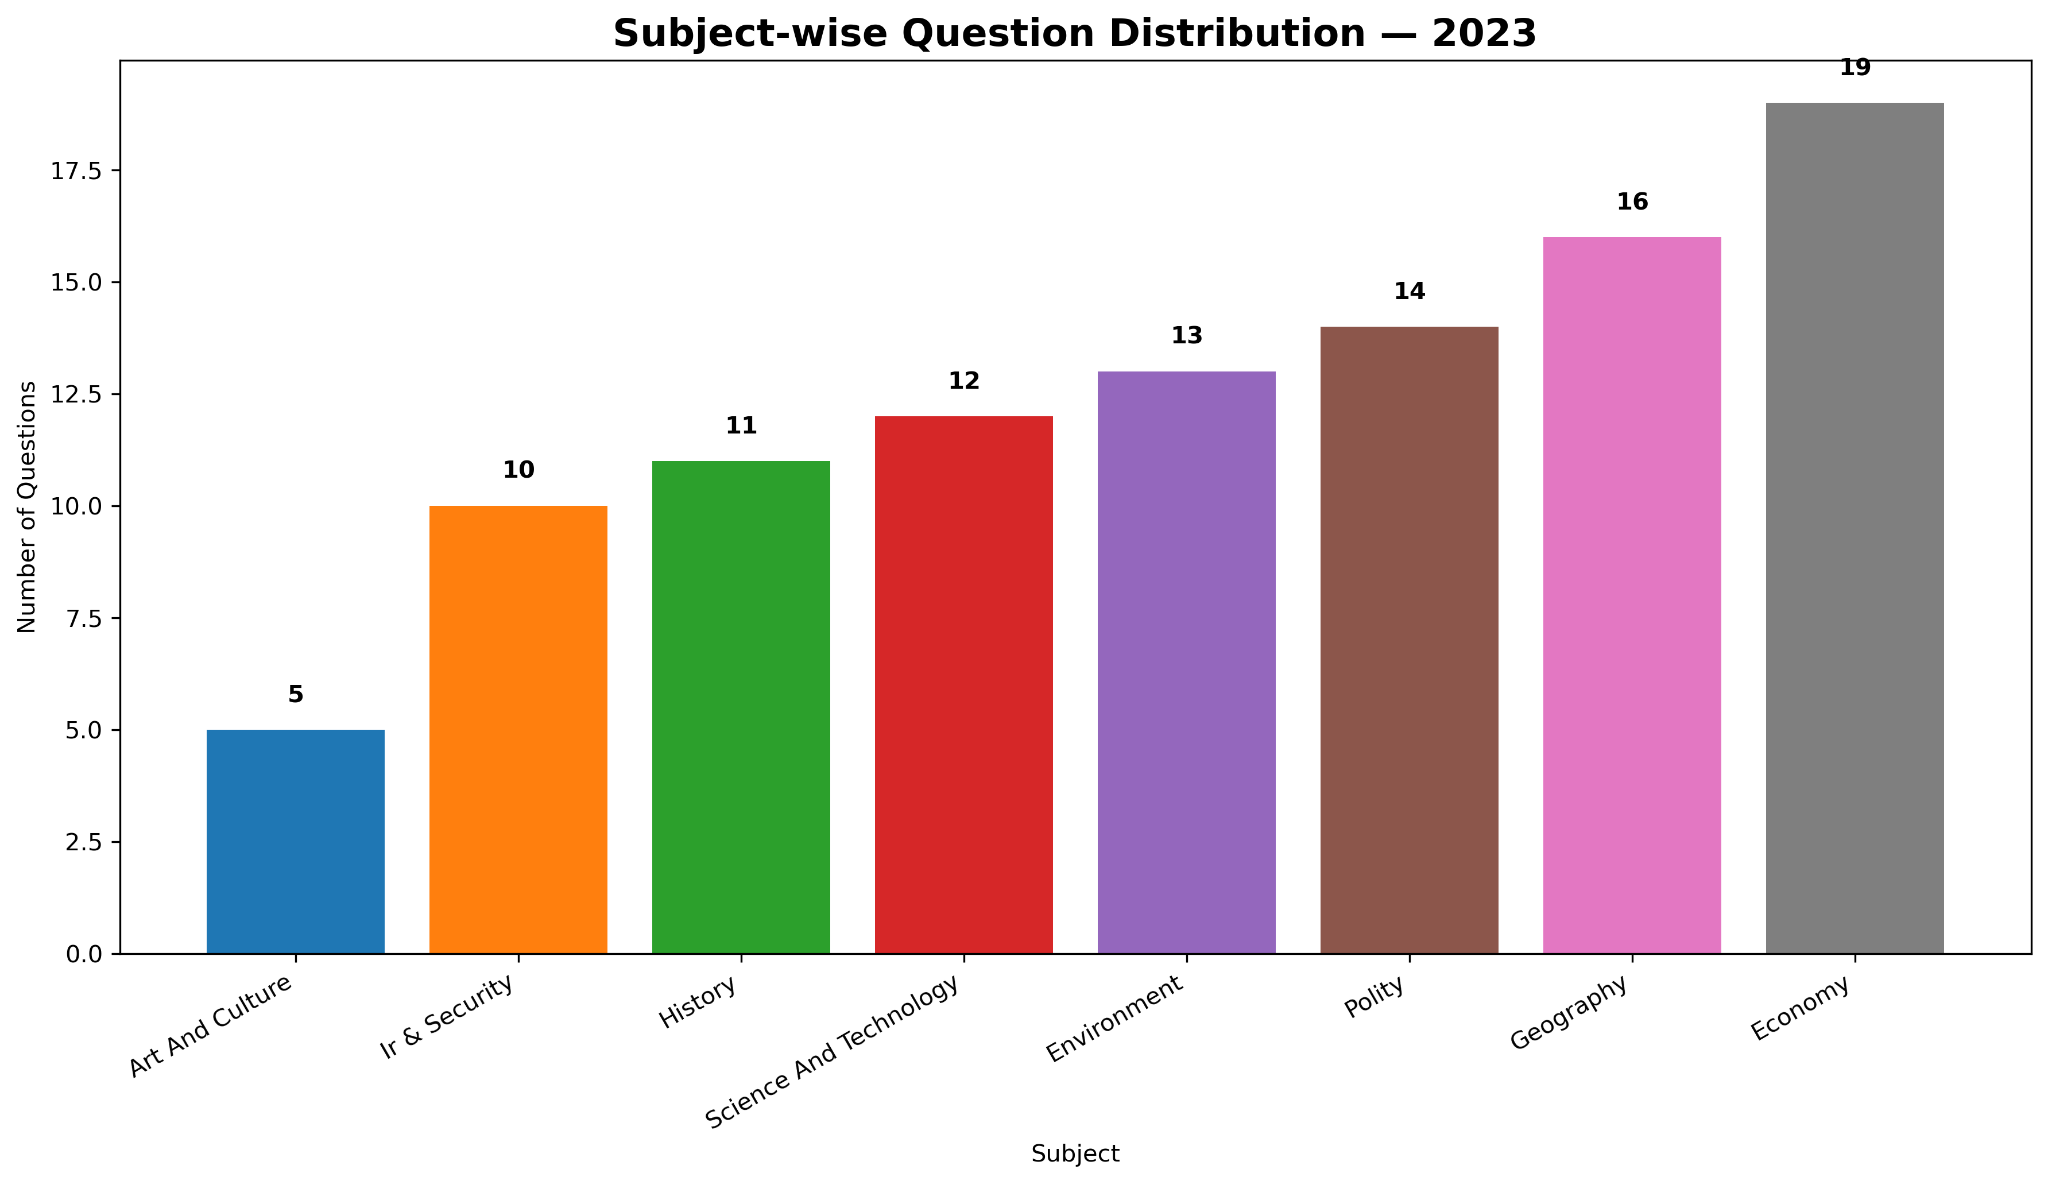 Subject-wise Question Distribution — 2023
19
17.5
16
15.0
14
13
12.5
12
11
10
10.0
7.5
5
5.0
2.5
0.0
Number of Questions
Art And Culture
Ir & Security
History
Science And Technology
Environment
Polity
Geography
Economy
Subject